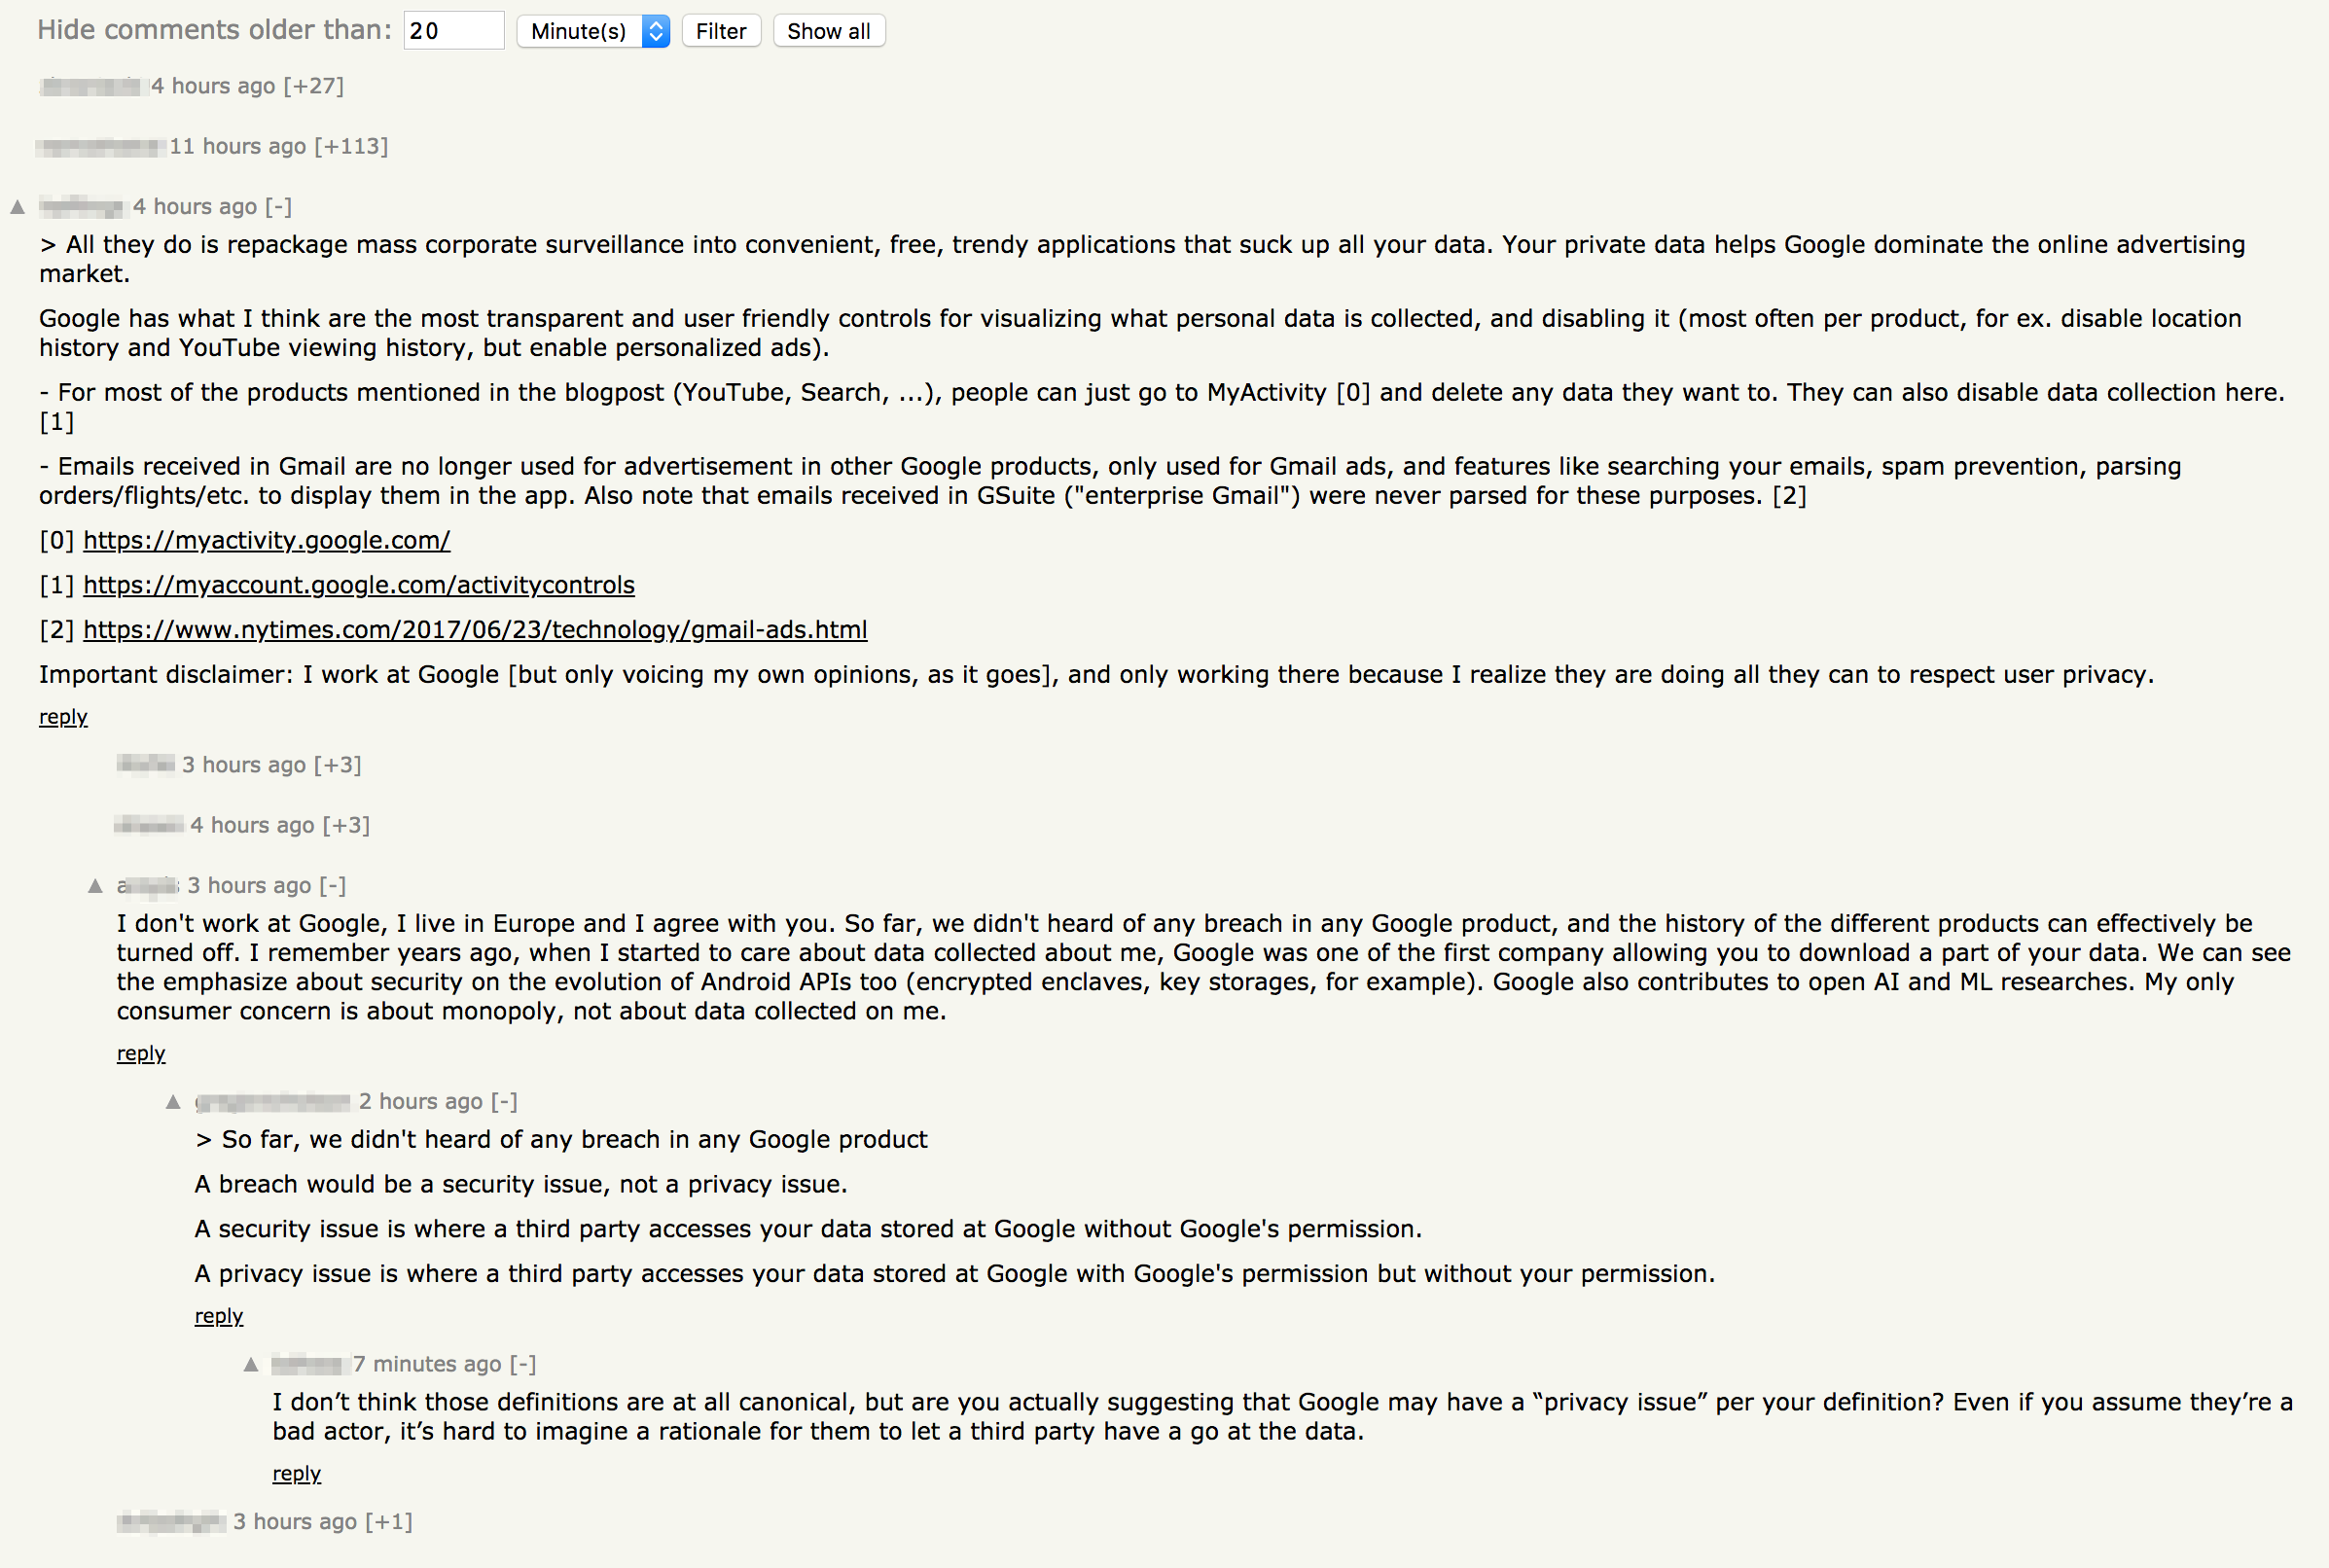 Hide comments older than: 20 Minute(s) Filter Show all
4 hours ago [+27]
11 hours ago [+113]
▲ 4 hours ago [-]
> All they do is repackage mass corporate surveillance into convenient, free, trendy applications that suck up all your data. Your private data helps Google dominate the online advertising
market.
Google has what I think are the most transparent and user friendly controls for visualizing what personal data is collected, and disabling it (most often per product, for ex. disable location
history and YouTube viewing history, but enable personalized ads).
- For most of the products mentioned in the blogpost (YouTube, Search, ...), people can just go to MyActivity [0] and delete any data they want to. They can also disable data collection here.
[1]
- Emails received in Gmail are no longer used for advertisement in other Google products, only used for Gmail ads, and features like searching your emails, spam prevention, parsing
orders/flights/etc. to display them in the app. Also note that emails received in GSuite ("enterprise Gmail") were never parsed for these purposes. [2]
[0] https://myactivity.google.com/
[1] https://myaccount.google.com/activitycontrols
[2] https://www.nytimes.com/2017/06/23/technology/gmail-ads.html
Important disclaimer: I work at Google [but only voicing my own opinions, as it goes], and only working there because I realize they are doing all they can to respect user privacy.
reply
3 hours ago [+3]
4 hours ago [+3]
▲ 3 hours ago [-]
I don't work at Google, I live in Europe and I agree with you. So far, we didn't heard of any breach in any Google product, and the history of the different products can effectively be
turned off. I remember years ago, when I started to care about data collected about me, Google was one of the first company allowing you to download a part of your data. We can see
the emphasize about security on the evolution of Android APIs too (encrypted enclaves, key storages, for example). Google also contributes to open AI and ML researches. My only
consumer concern is about monopoly, not about data collected on me.
reply
▲ 2 hours ago [-]
> So far, we didn't heard of any breach in any Google product
A breach would be a security issue, not a privacy issue.
A security issue is where a third party accesses your data stored at Google without Google's permission.
A privacy issue is where a third party accesses your data stored at Google with Google's permission but without your permission.
reply
▲ 7 minutes ago [-]
I don’t think those definitions are at all canonical, but are you actually suggesting that Google may have a “privacy issue” per your definition? Even if you assume they’re a
bad actor, it’s hard to imagine a rationale for them to let a third party have a go at the data.
reply
3 hours ago [+1]